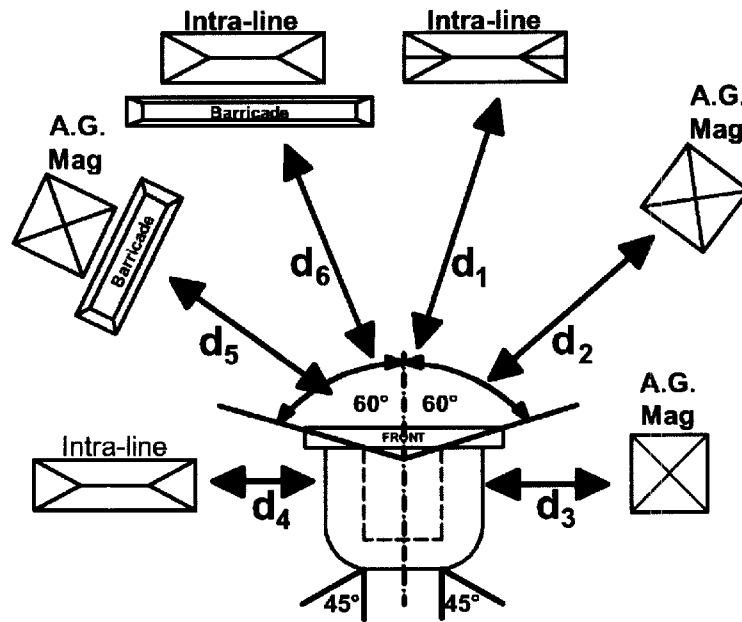 Intra-line
Intra-line
Barricade
A.G.
Mag
A.G.
Mag
Barricade
d6
d1
d5
d2
60°
60°
A.G.
Mag
FRONT
Intra-line
d4
d3
45°
45°